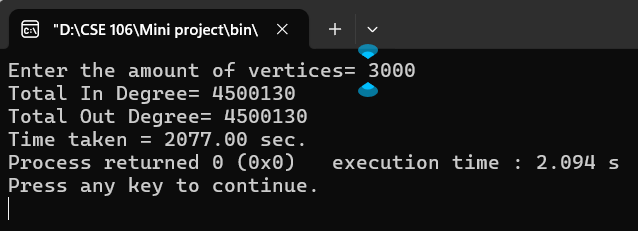 "D:\CSE 106\Mini project\bin\
Enter the amount of vertices= 3000
Total In Degree= 4500130
Total Out Degree= 4500130
Time taken = 2077.00 sec.
Process returned 0 (0x0)   execution time : 2.094 s
Press any key to continue.